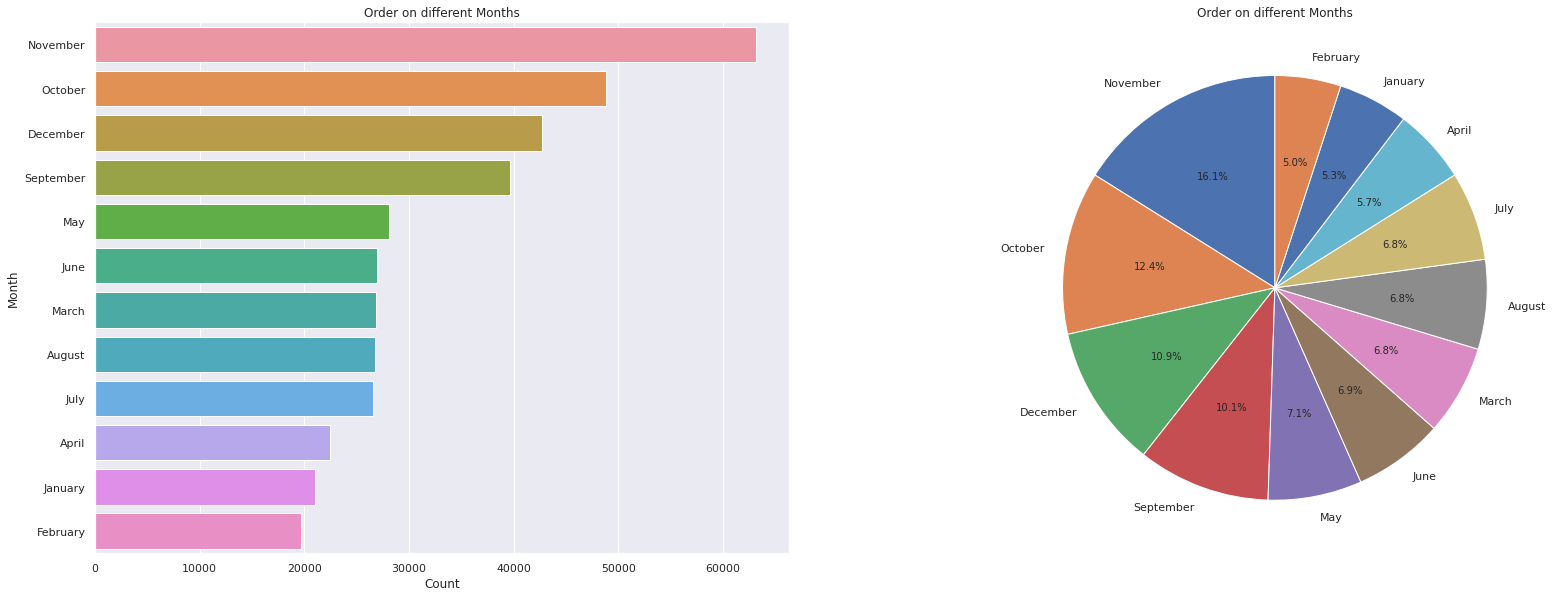 Order on different Months
November
October
December
September
May
June
March
August
July
April
January
February
Month
0 10000 20000 30000 40000 50000 60000
Count
Order on different Months
February
January
November
April
July
October
August
March
December
June
September
May
5.0%
5.3%
16.1%
5.7%
6.8%
12.4%
6.8%
6.8%
10.9%
6.9%
10.1%
7.1%